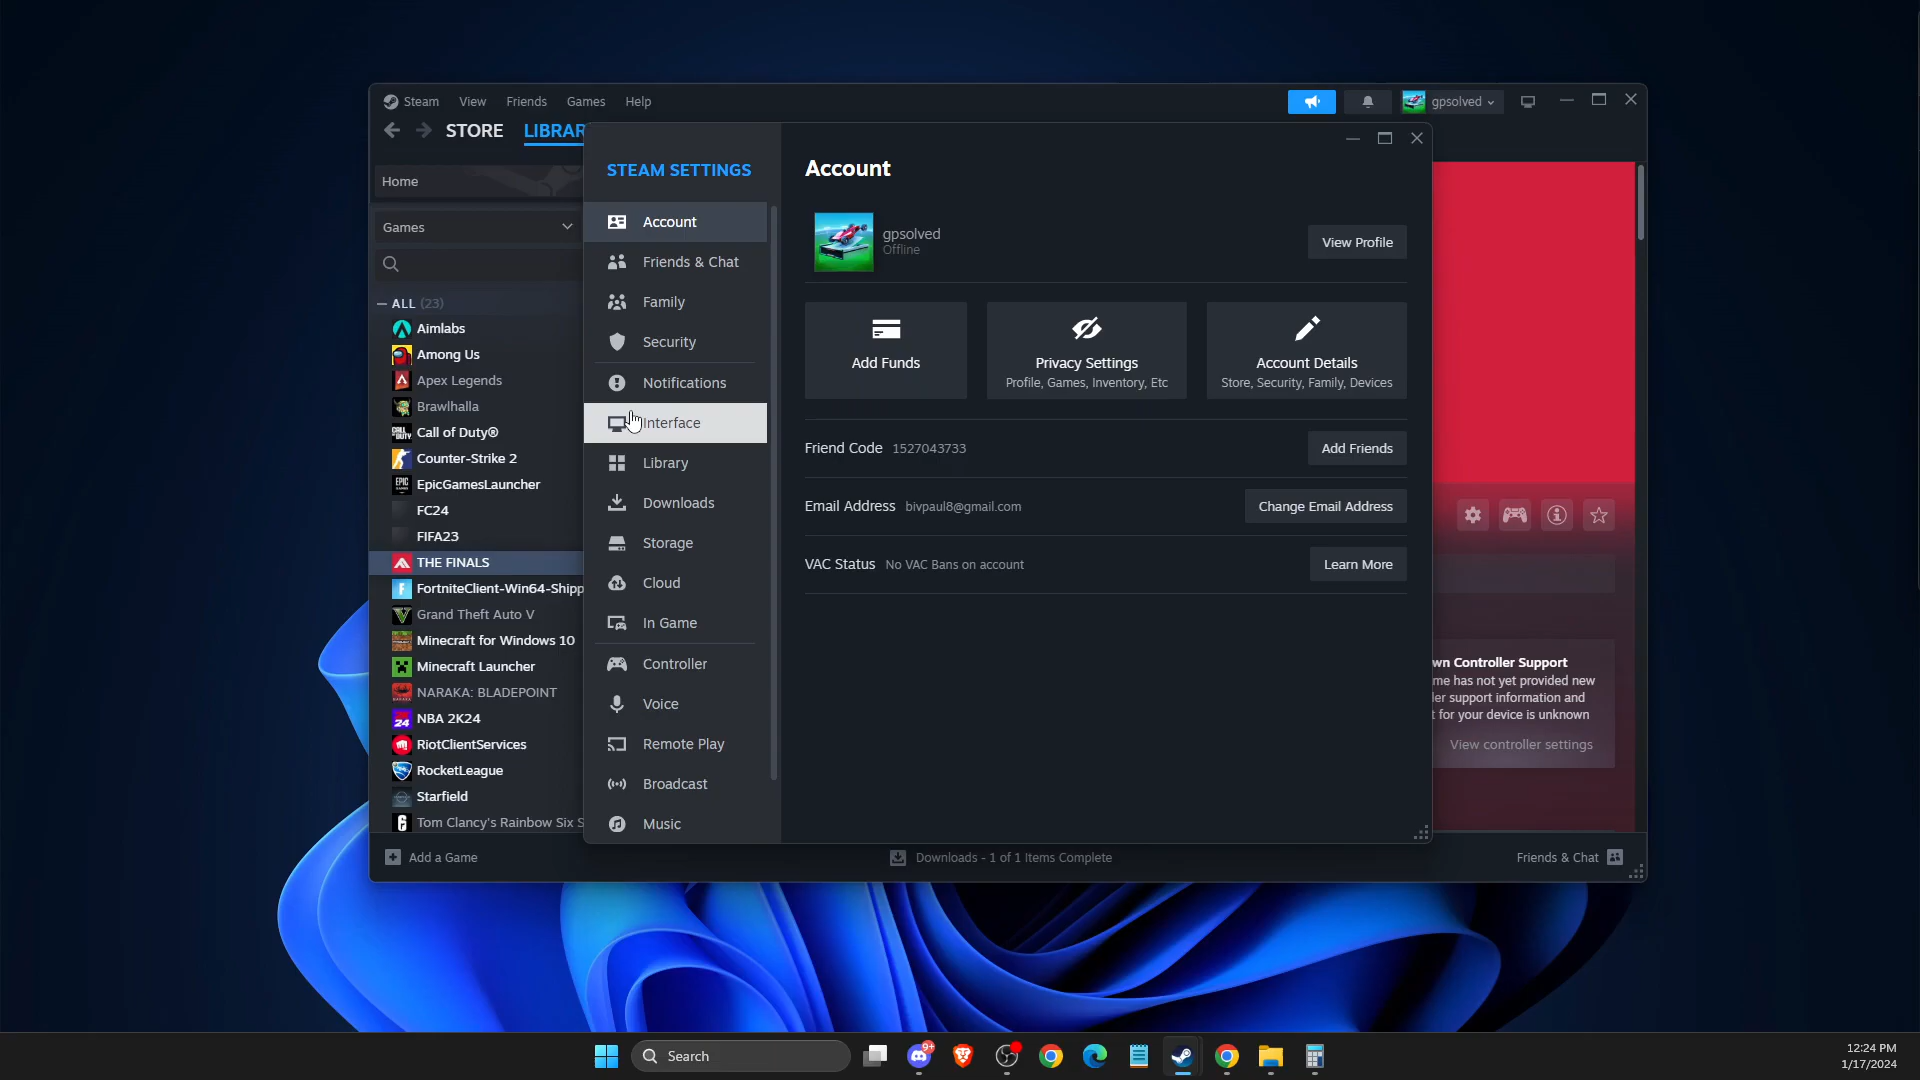 Steam View Friends Games Help
gpsolved
STORE LIBRAR
Home
Games
ALL (23)
Aimlabs
Among Us
Apex Legends
Brawlhalla
Call of Duty®
Counter-Strike 2
EpicGamesLauncher
FC24
FIFA23
THE FINALS
FortniteClient-Win64-Shipp
Grand Theft Auto V
Minecraft for Windows 10
Minecraft Launcher
NARAKA: BLADEPOINT
NBA 2K24
RiotClientServices
RocketLeague
Starfield
Tom Clancy's Rainbow Six S
STEAM SETTINGS
Account
Friends & Chat
Family
Security
Notifications
Interface
Library
Downloads
Storage
Cloud
In Game
Controller
Voice
Remote Play
Broadcast
Music
Account
gpsolved
Offline
View Profile
Add Funds
Privacy Settings
Profile, Games, Inventory, Etc
Account Details
Store, Security, Family, Devices
Friend Code 1527043733
Add Friends
Email Address bivpaul8@gmail.com
Change Email Address
VAC Status No VAC Bans on account
Learn More
wn Controller Support
me has not yet provided new
ler support information and
t for your device is unknown
View controller settings
Add a Game
Downloads - 1 of 1 Items Complete
Friends & Chat
Search
9+
12:24 PM
1/17/2024